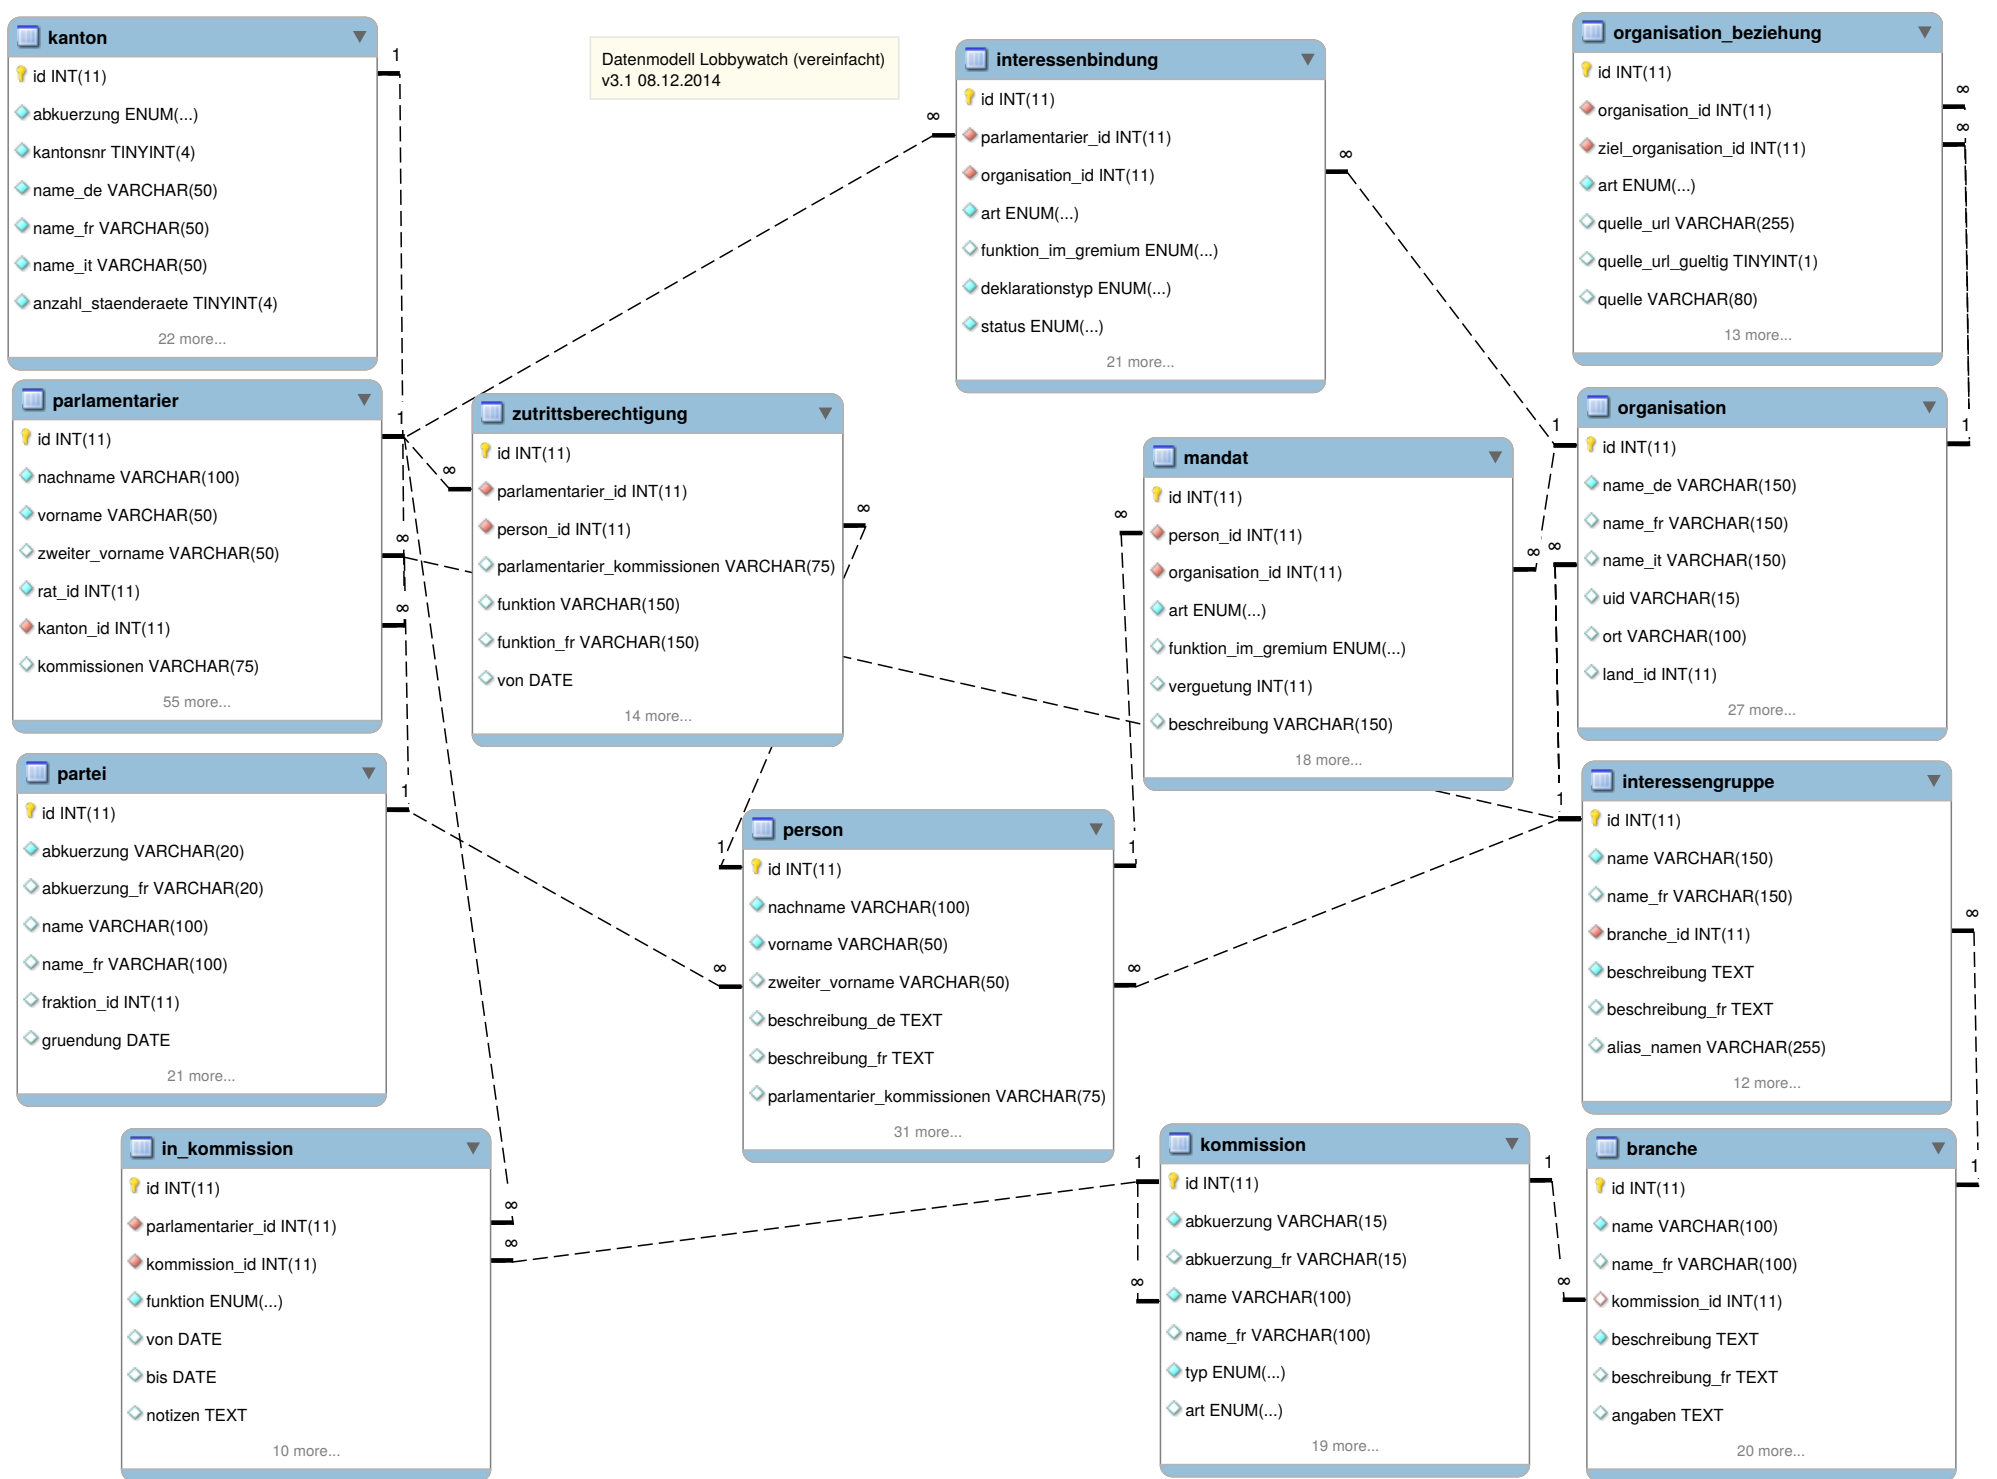 Datenmodell Lobbywatch (vereinfacht)
v3.1 08.12.2014
kanton
id INT(11)
abkuerzung ENUM(...)
kantonsnr TINYINT(4)
name_de VARCHAR(50)
name_fr VARCHAR(50)
name_it VARCHAR(50)
anzahl_staenderaete TINYINT(4)
22 more...
1
parlamentarier
id INT(11)
nachname VARCHAR(100)
vorname VARCHAR(50)
zweiter_vorname VARCHAR(50)
rat_id INT(11)
kanton_id INT(11)
kommissionen VARCHAR(75)
55 more...
1
∞
∞
partei
id INT(11)
abkuerzung VARCHAR(20)
abkuerzung_fr VARCHAR(20)
name VARCHAR(100)
name_fr VARCHAR(100)
fraktion_id INT(11)
gruendung DATE
21 more...
1
in_kommission
id INT(11)
parlamentarier_id INT(11)
kommission_id INT(11)
funktion ENUM(...)
von DATE
bis DATE
notizen TEXT
10 more...
∞
∞
zutrittsberechtigung
id INT(11)
parlamentarier_id INT(11)
person_id INT(11)
parlamentarier_kommissionen VARCHAR(75)
funktion VARCHAR(150)
funktion_fr VARCHAR(150)
von DATE
14 more...
∞
∞
person
id INT(11)
nachname VARCHAR(100)
vorname VARCHAR(50)
zweiter_vorname VARCHAR(50)
beschreibung_de TEXT
beschreibung_fr TEXT
parlamentarier_kommissionen VARCHAR(75)
31 more...
1
1
∞
∞
interessenbindung
id INT(11)
parlamentarier_id INT(11)
organisation_id INT(11)
art ENUM(...)
funktion_im_gremium ENUM(...)
deklarationstyp ENUM(...)
status ENUM(...)
21 more...
∞
∞
mandat
id INT(11)
person_id INT(11)
organisation_id INT(11)
art ENUM(...)
funktion_im_gremium ENUM(...)
verguetung INT(11)
beschreibung VARCHAR(150)
18 more...
∞
∞
kommission
id INT(11)
abkuerzung VARCHAR(15)
abkuerzung_fr VARCHAR(15)
name VARCHAR(100)
name_fr VARCHAR(100)
typ ENUM(...)
art ENUM(...)
19 more...
1
1
∞
organisation_beziehung
id INT(11)
organisation_id INT(11)
ziel_organisation_id INT(11)
art ENUM(...)
quelle_url VARCHAR(255)
quelle_url_gueltig TINYINT(1)
quelle VARCHAR(80)
13 more...
∞
∞
organisation
id INT(11)
name_de VARCHAR(150)
name_fr VARCHAR(150)
name_it VARCHAR(150)
uid VARCHAR(15)
ort VARCHAR(100)
land_id INT(11)
27 more...
1
1
∞
interessengruppe
id INT(11)
name VARCHAR(150)
name_fr VARCHAR(150)
branche_id INT(11)
beschreibung TEXT
beschreibung_fr TEXT
alias_namen VARCHAR(255)
12 more...
1
∞
branche
id INT(11)
name VARCHAR(100)
name_fr VARCHAR(100)
kommission_id INT(11)
beschreibung TEXT
beschreibung_fr TEXT
angaben TEXT
20 more...
1
∞